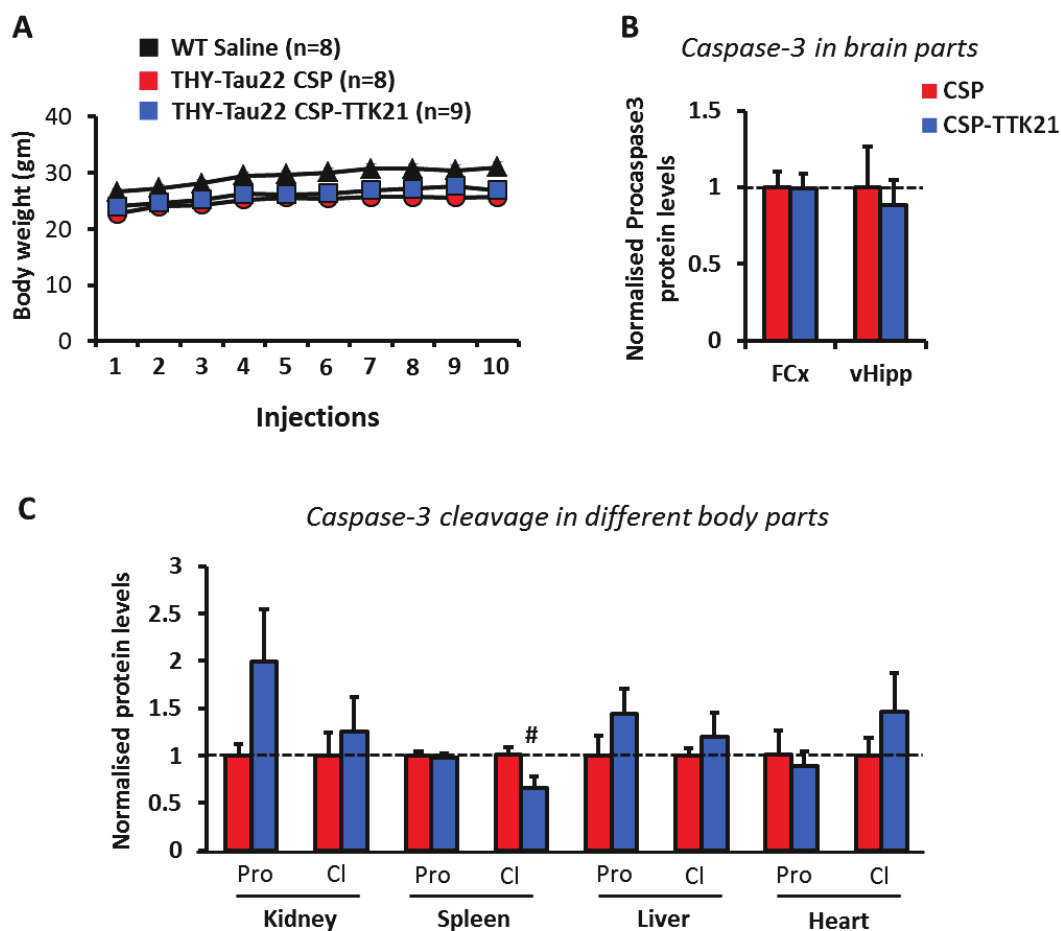 A
WT Saline (n=8)
THY-Tau22 CSP (n=8)
THY-Tau22 CSP-TTK21 (n=9)
Body weight (gm)
40
30
20
10
0
1 2 3 4 5 6 7 8 9 10
Injections
B
Caspase-3 in brain parts
CSP
CSP-TTK21
Normalised Procaspase3
protein levels
1.5
1
0.5
0
FCx vHipp
C
Caspase-3 cleavage in different body parts
Normalised protein levels
3
2.5
2
1.5
1
0.5
0
#
Pro Cl Pro Cl Pro Cl Pro Cl
Kidney Spleen Liver Heart